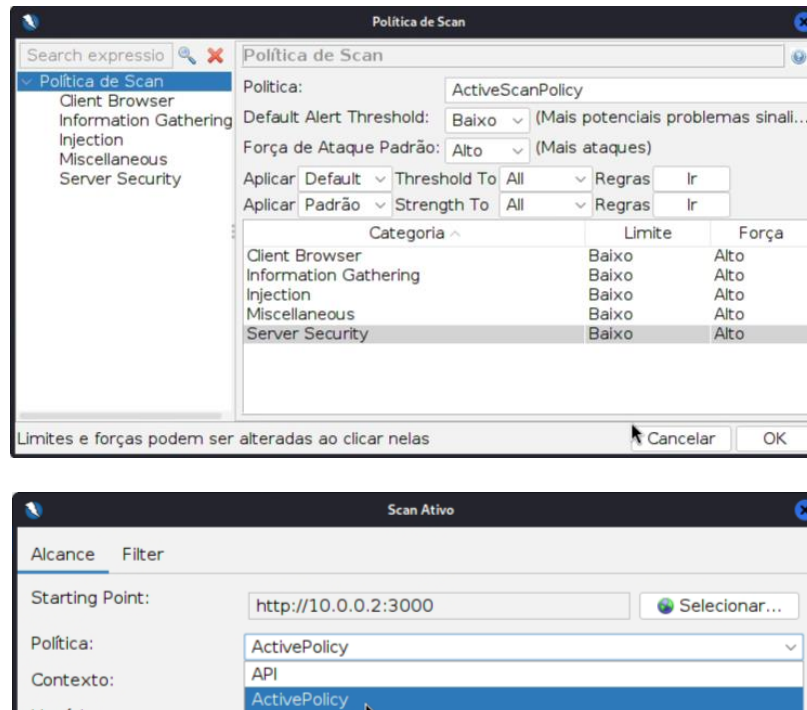 Política de Scan
Search expressio
Política de Scan
Client Browser
Information Gathering
Injection
Miscellaneous
Server Security
Política de Scan
Politica: ActiveScanPolicy
Default Alert Threshold: Baixo (Mais potenciais problemas sinali...
Força de Ataque Padrão: Alto (Mais ataques)
Aplicar Default Threshold To All Regras Ir
Aplicar Padrão Strength To All Regras Ir
Categoria Limite Força
Client Browser Baixo Alto
Information Gathering Baixo Alto
Injection Baixo Alto
Miscellaneous Baixo Alto
Server Security Baixo Alto
Limites e forças podem ser alteradas ao clicar nelas
Cancelar OK
Scan Ativo
Alcance Filter
Starting Point: http://10.0.0.2:3000 Selecionar...
Política: ActivePolicy
Contexto: API
ActivePolicy